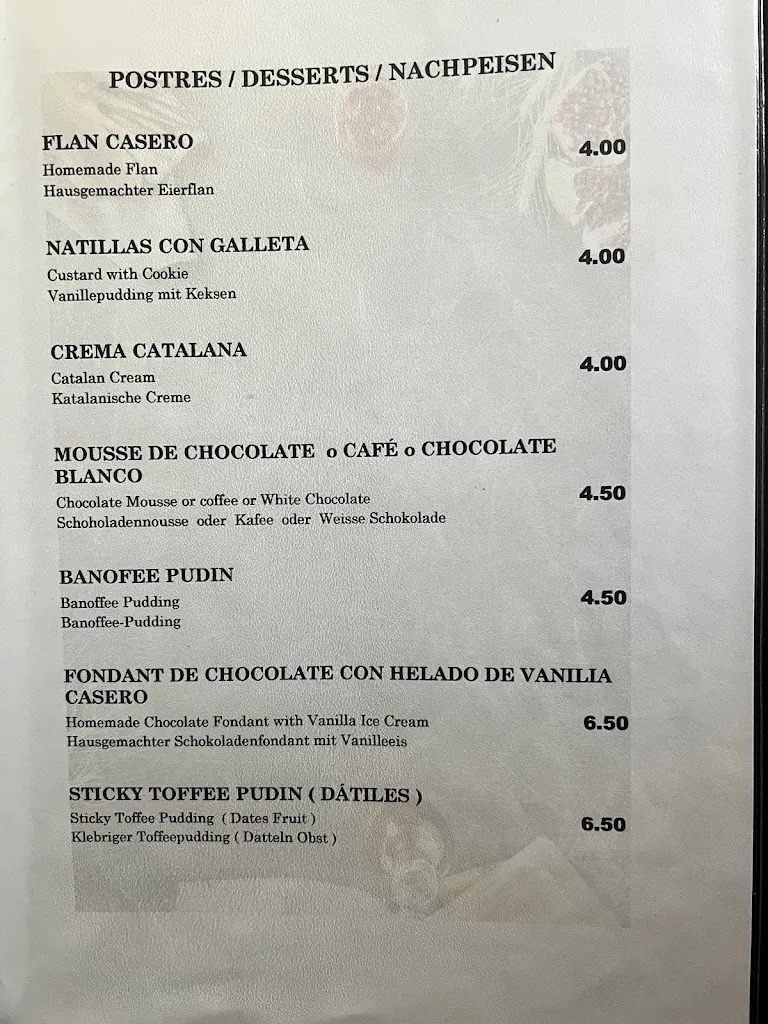 POSTRES / DESSERTS / NACHPEISEN
FLAN CASERO
4.00
Homemade Flan
Hausgemachter Eierflan
NATILLAS CON GALLETA
4.00
Custard with Cookie
Vanillepudding mit Keksen
CREMA CATALANA
4.00
Catalan Cream
Katalanische Creme
MOUSSE DE CHOCOLATE o CAFÉ o CHOCOLATE
BLANCO
4.50
Chocolate Mousse or coffee or White Chocolate
Schoholadennousse oder Kafee oder Weisse Schokolade
BANOFEE PUDIN
4.50
Banoffee Pudding
Banoffee-Pudding
FONDANT DE CHOCOLATE CON HELADO DE VANILIA
CASERO
6.50
Homemade Chocolate Fondant with Vanilla Ice Cream
Hausgemachter Schokoladenfondant mit Vanilleeis
STICKY TOFFEE PUDIN ( DÁTILES )
6.50
Sticky Toffee Pudding ( Dates Fruit )
Klebriger Toffeepudding ( Datteln Obst )